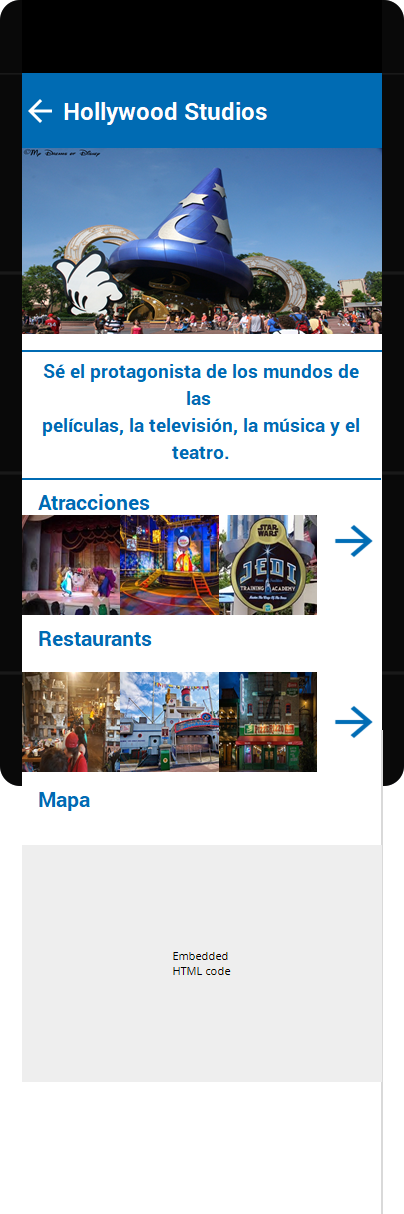 Hollywood Studios
©My Dreams of Disney
Sé el protagonista de los mundos de
las
películas, la televisión, la música y el
teatro.
Atracciones
STAR
WARS
JEDI
TRAINING ACADEMY
Restaurants
Mapa
Embedded
HTML code